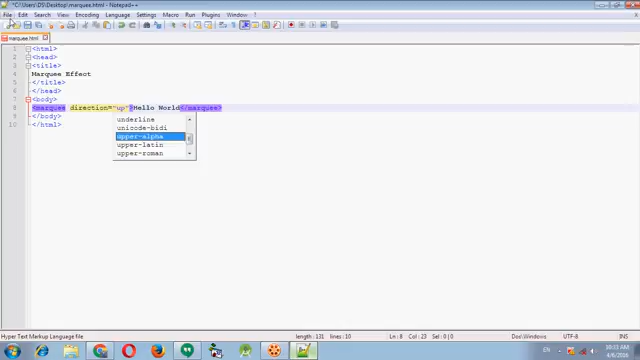 *C:\Users\DS\Desktop\marquee.html - Notepad++
File Edit Search View Encoding Language Settings Macro Run Plugins Window ?
marquee.html
1 <html>
2 <head>
3 <title>
4 Marquee Effect
5 </title>
6 </head>
7 <body>
8 <marquee direction="up">Hello World</marquee>
9 </body>
10 </html>
underline
unicode-bidi
upper-alpha
upper-latin
upper-roman
Hyper Text Markup Language file length : 131 lines : 10 Ln : 8 Col : 23 Sel : 0 | 0 Dos\Windows UTF-8 INS
EN 10:33 AM
4/6/2016